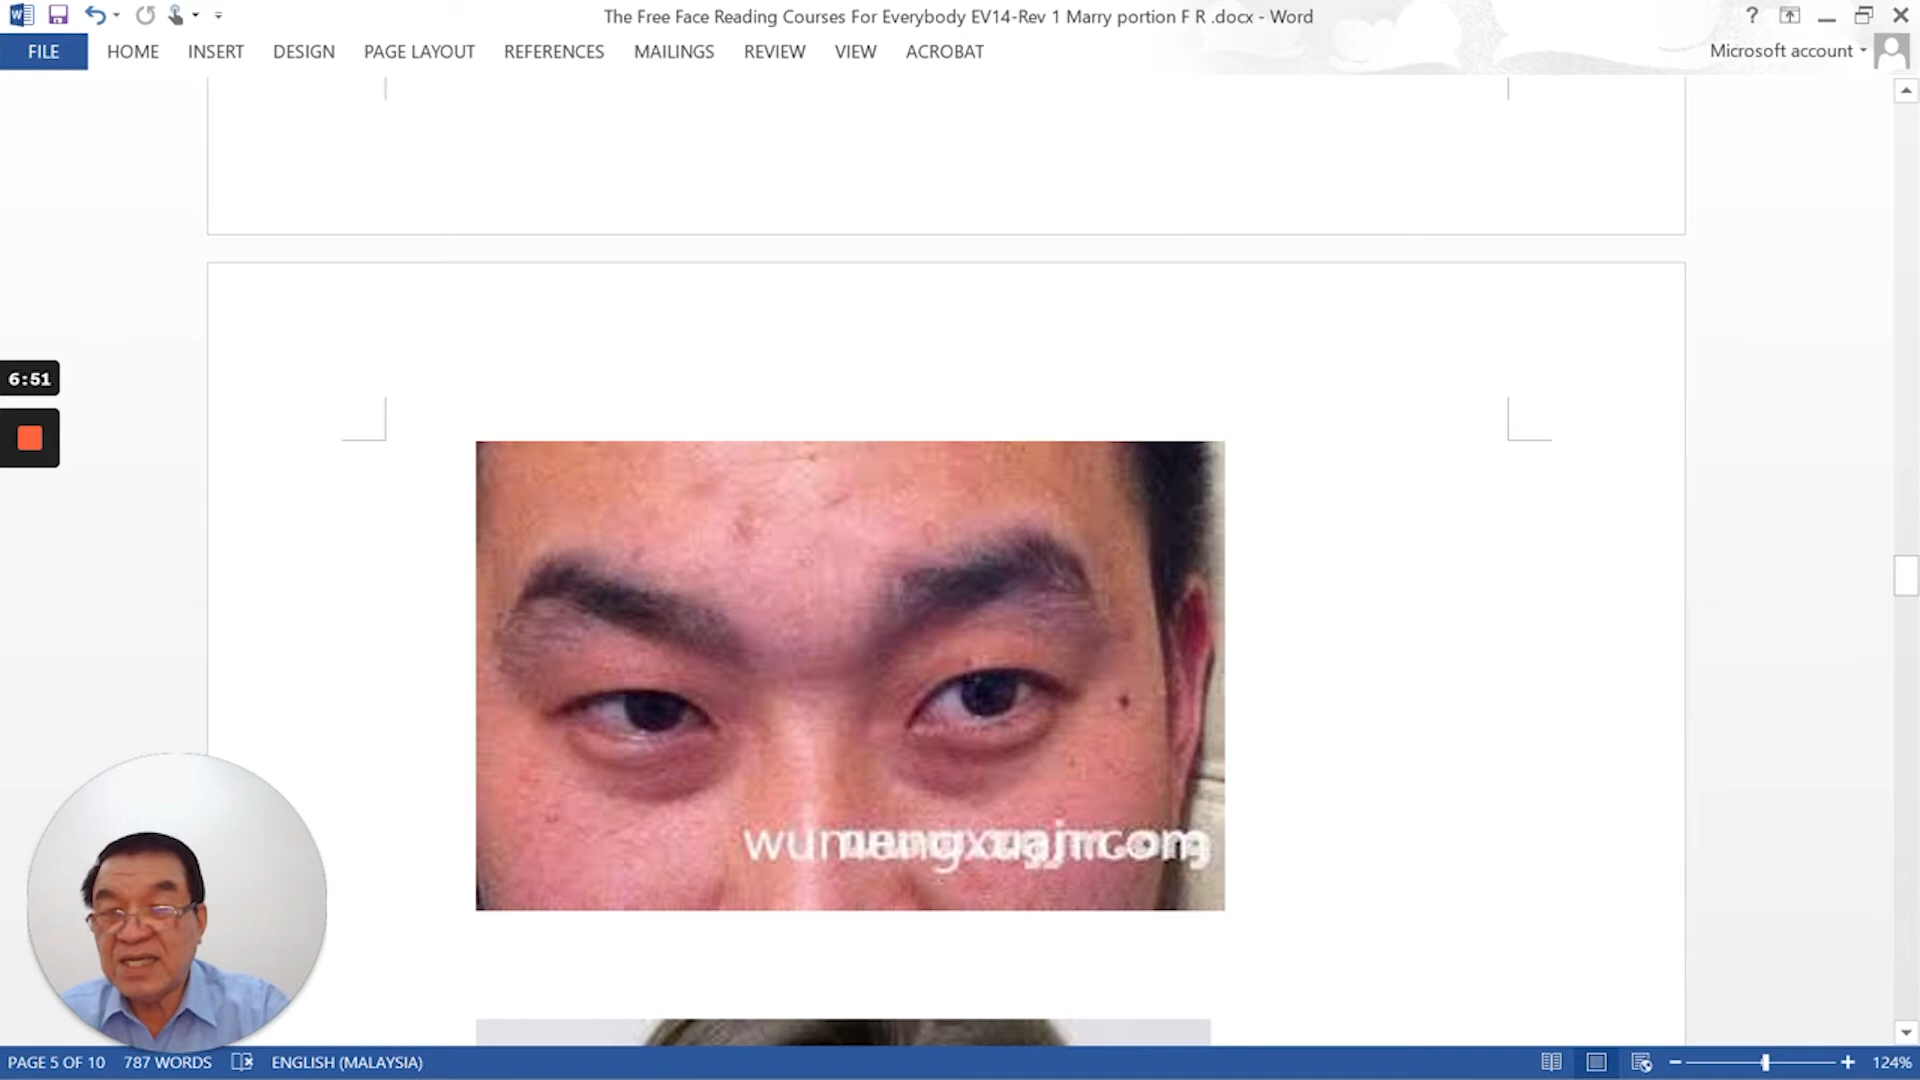 The Free Face Reading Courses For Everybody EV14-Rev 1 Marry portion F R .docx - Word
?
FILE
HOME
INSERT
DESIGN
PAGE LAYOUT
REFERENCES
MAILINGS
REVIEW
VIEW
ACROBAT
Microsoft account
6:51
PAGE 5 OF 10
787 WORDS
ENGLISH (MALAYSIA)
124%